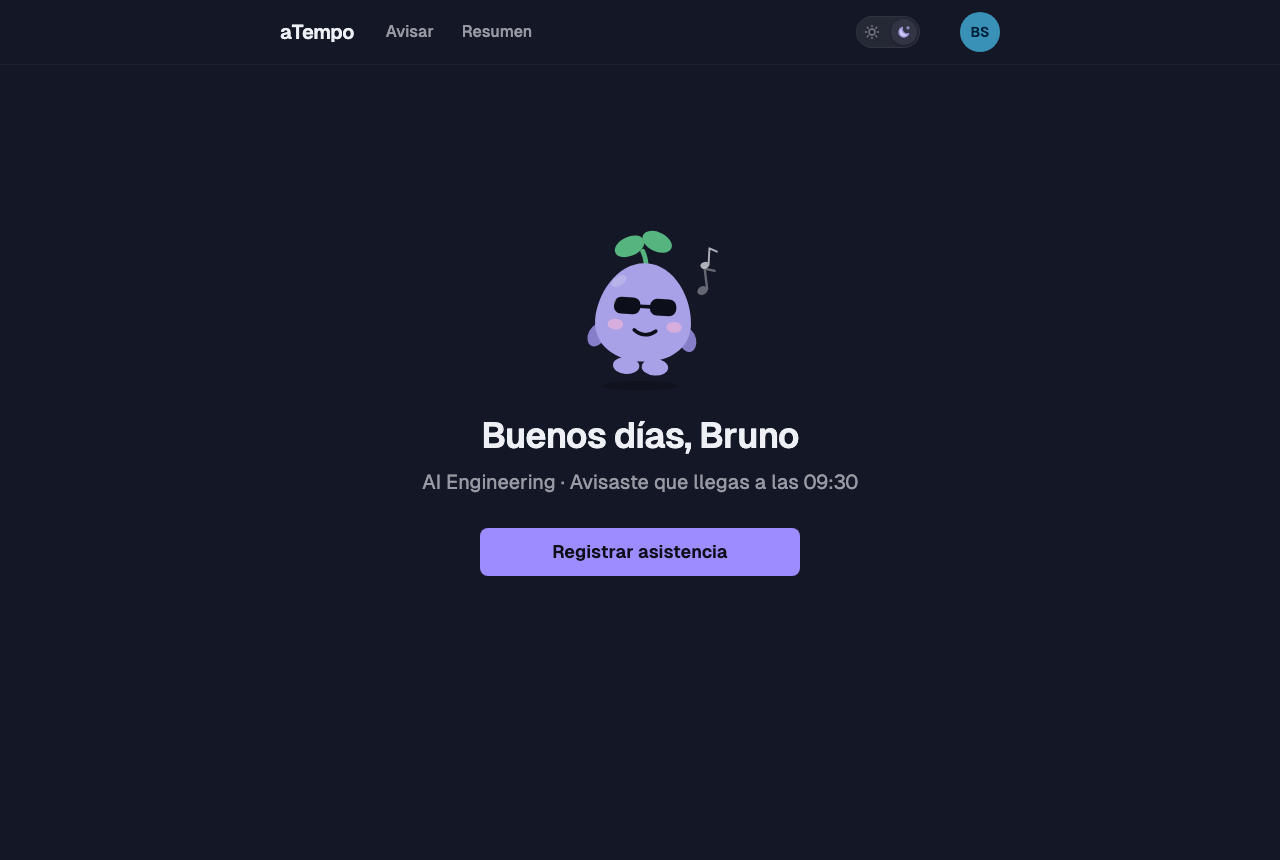 aTempo Avisar Resumen BS
Buenos días, Bruno
AI Engineering · Avisaste que llegas a las 09:30
Registrar asistencia